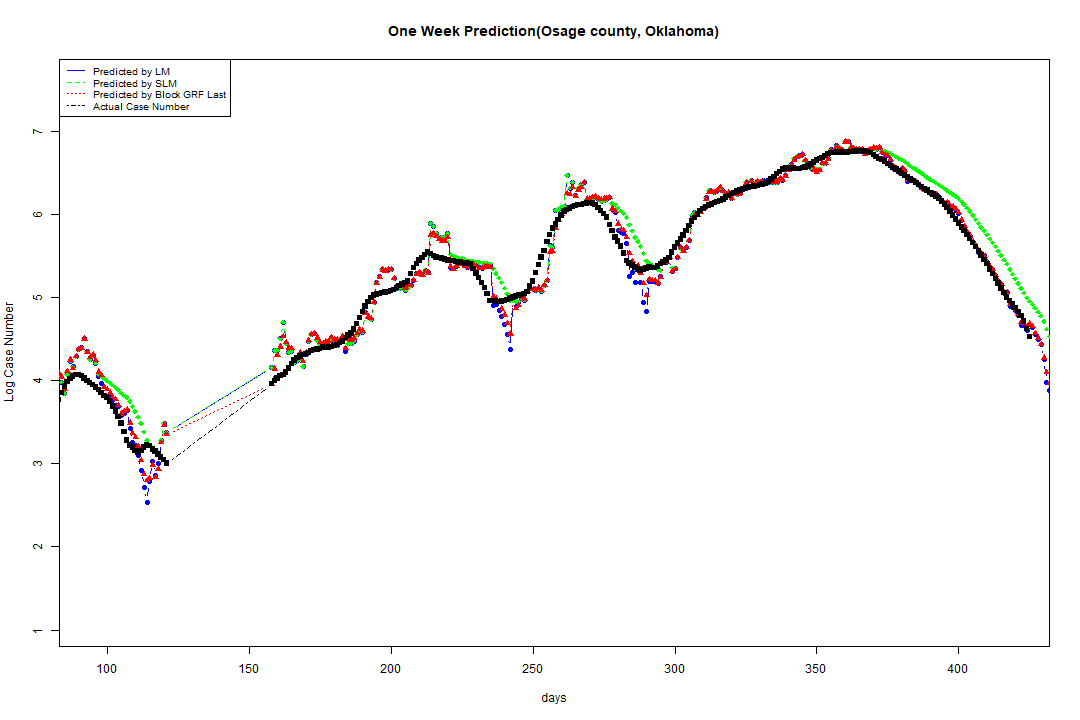 One Week Prediction(Osage county, Oklahoma)
Predicted by LM
Predicted by SLM
Predicted by Block GRF Last
Actual Case Number
7
6
5
4
3
2
1
Log Case Number
100 150 200 250 300 350 400
days